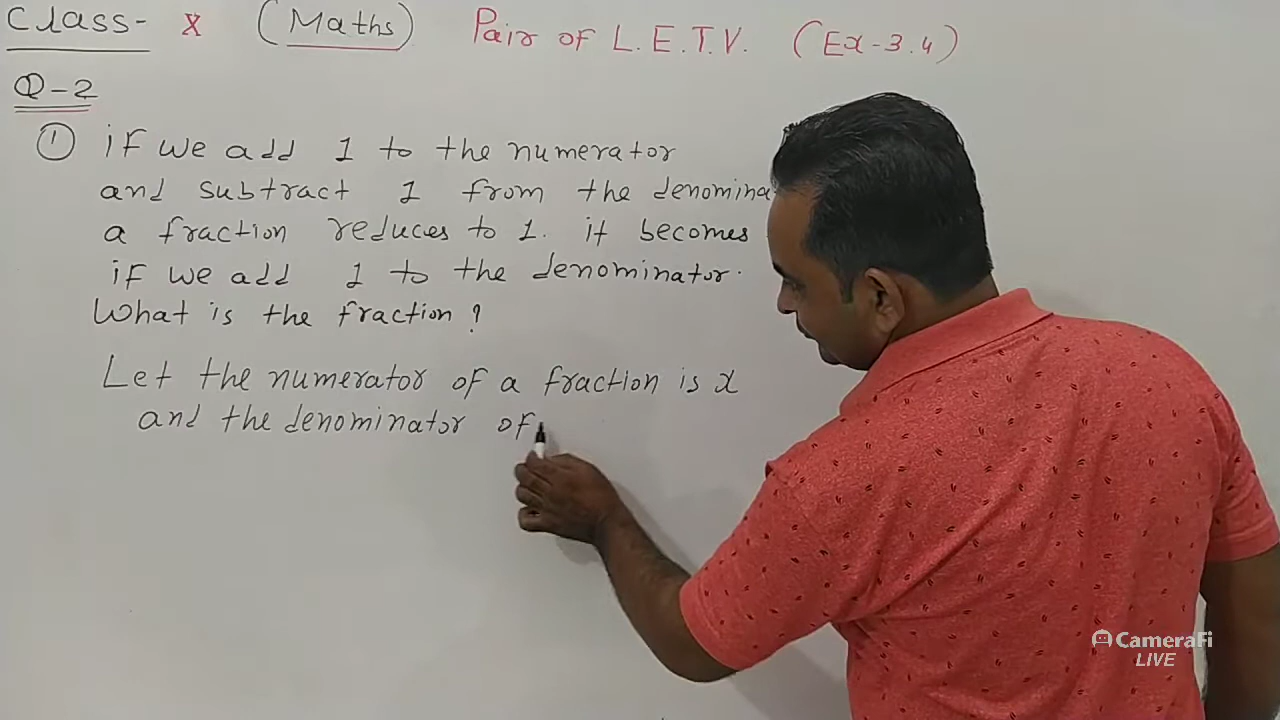 Class- X (Maths) Pair of L.E.T.V. (Ex-3.4)
Q-2
① if we add 1 to the numerator
and subtract 1 from the denomina
a fraction reduces to 1. it becomes
if we add 1 to the denominator.
What is the fraction?
Let the numerator of a fraction is x
and the denominator of
CameraFi
LIVE